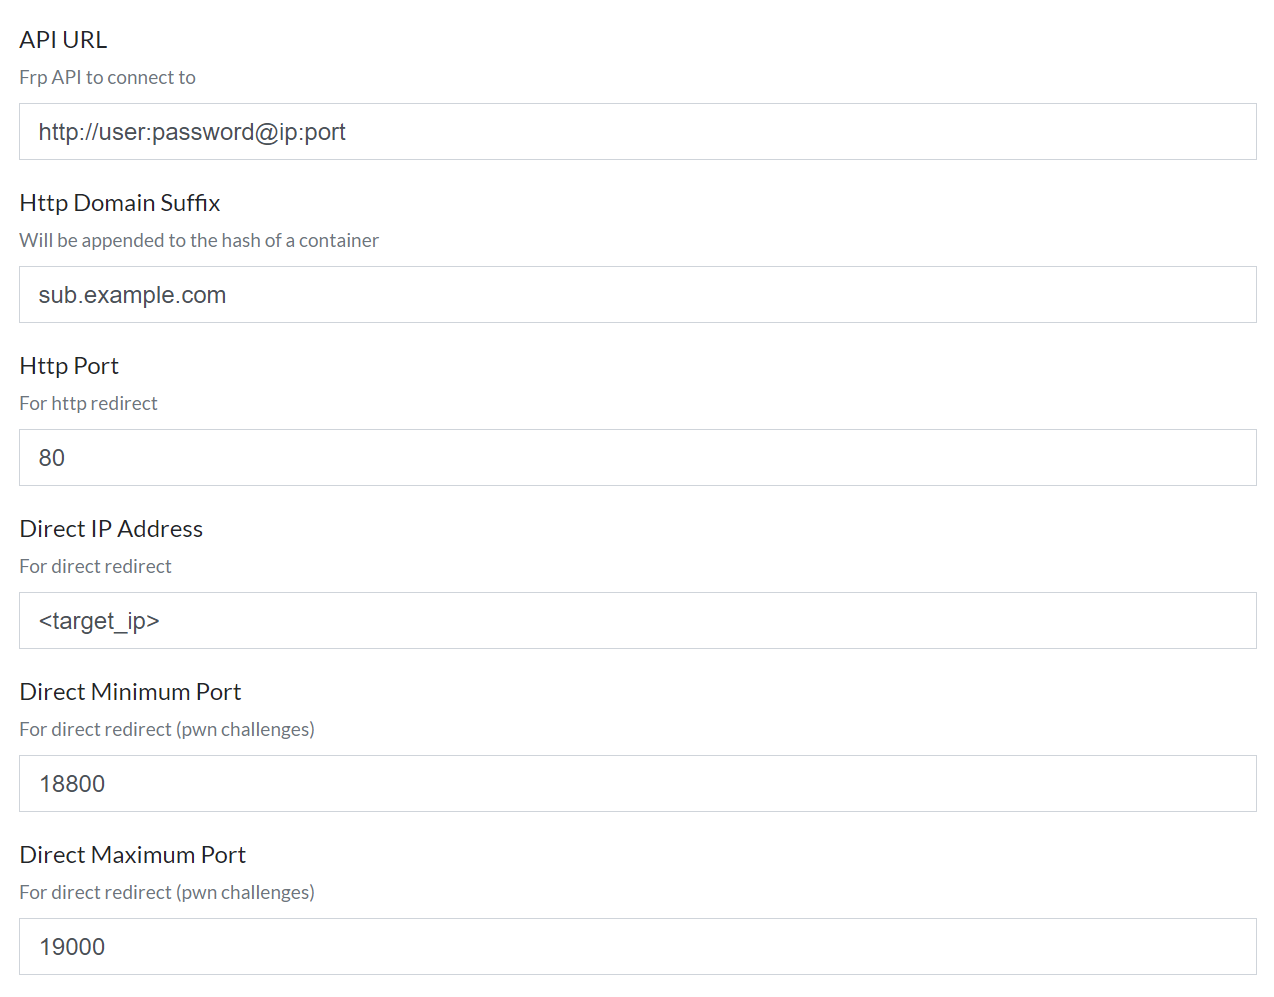 API URL
Frp API to connect to
http://user:password@ip:port
Http Domain Suffix
Will be appended to the hash of a container
sub.example.com
Http Port
For http redirect
80
Direct IP Address
For direct redirect
<target_ip>
Direct Minimum Port
For direct redirect (pwn challenges)
18800
Direct Maximum Port
For direct redirect (pwn challenges)
19000